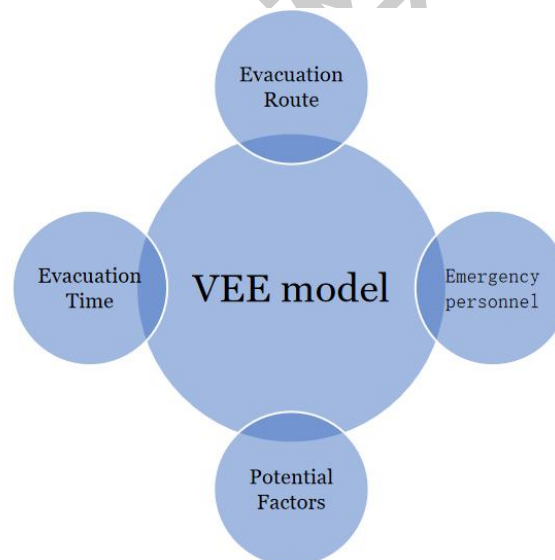 Evacuation
Route
Evacuation
Time
VEE model
Emergency
personnel
Potential
Factors